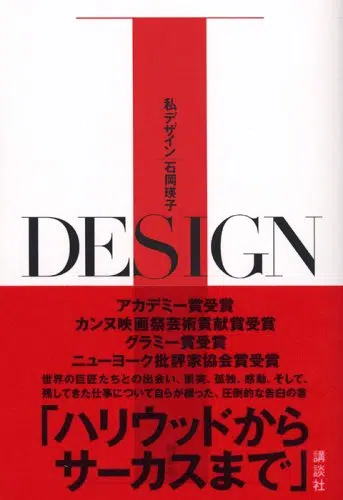 I
私デザイン 石岡瑛子
DESIGN
アカデミー賞受賞
カンヌ映画祭芸術貢献賞受賞
グラミー賞受賞
ニューヨーク批評家協会賞受賞
世界の巨匠たちとの出会い、衝突、孤独、感動、そして、
残してきた仕事について自らが綴った、圧倒的な告白の書
「ハリウッドから
サーカスまで」
講談社